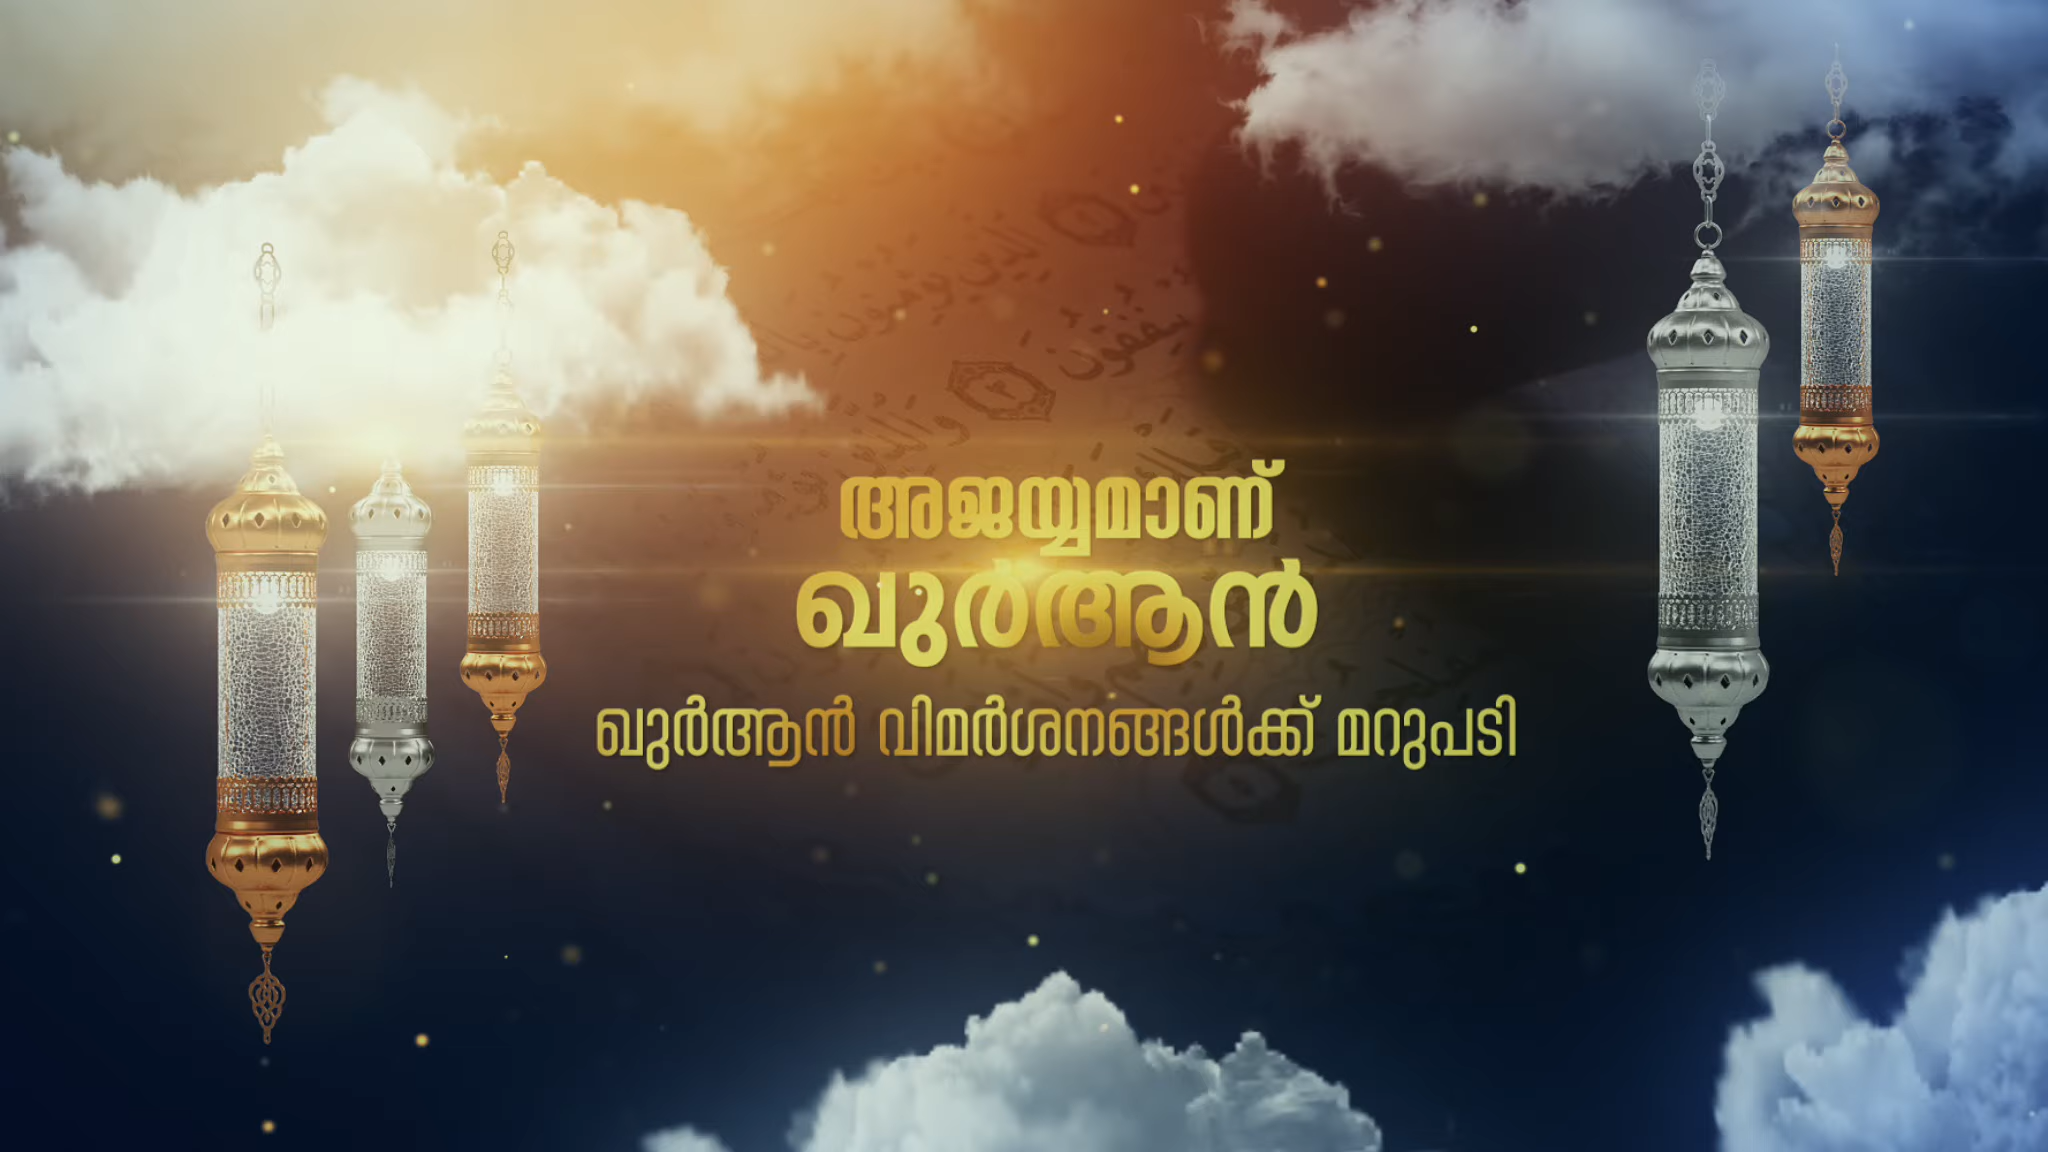 അജയ്യമാണ്
ഖുർആൻ
ഖുർആൻ വിമർശനങ്ങൾക്ക് മറുപടി